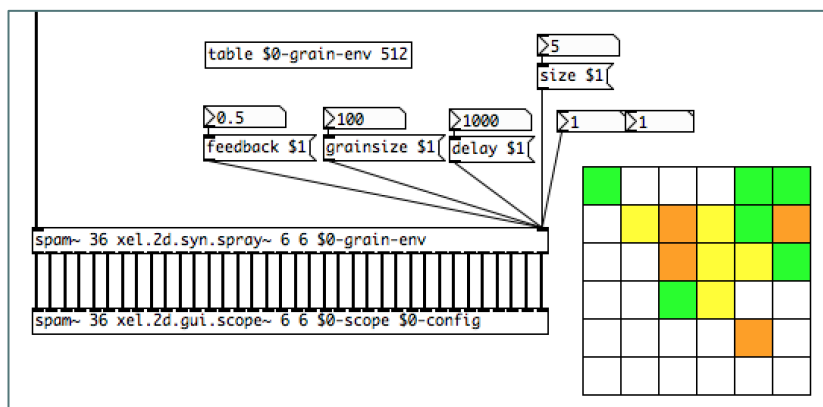 5
table $0-grain-env 512
size $1
0.5
100
1000
1
1
feedback $1
grainsize $1
delay $1
spam~ 36 xel.2d.syn.spray~ 6 6 $0-grain-env
spam~ 36 xel.2d.gui.scope~ 6 6 $0-scope $0-config